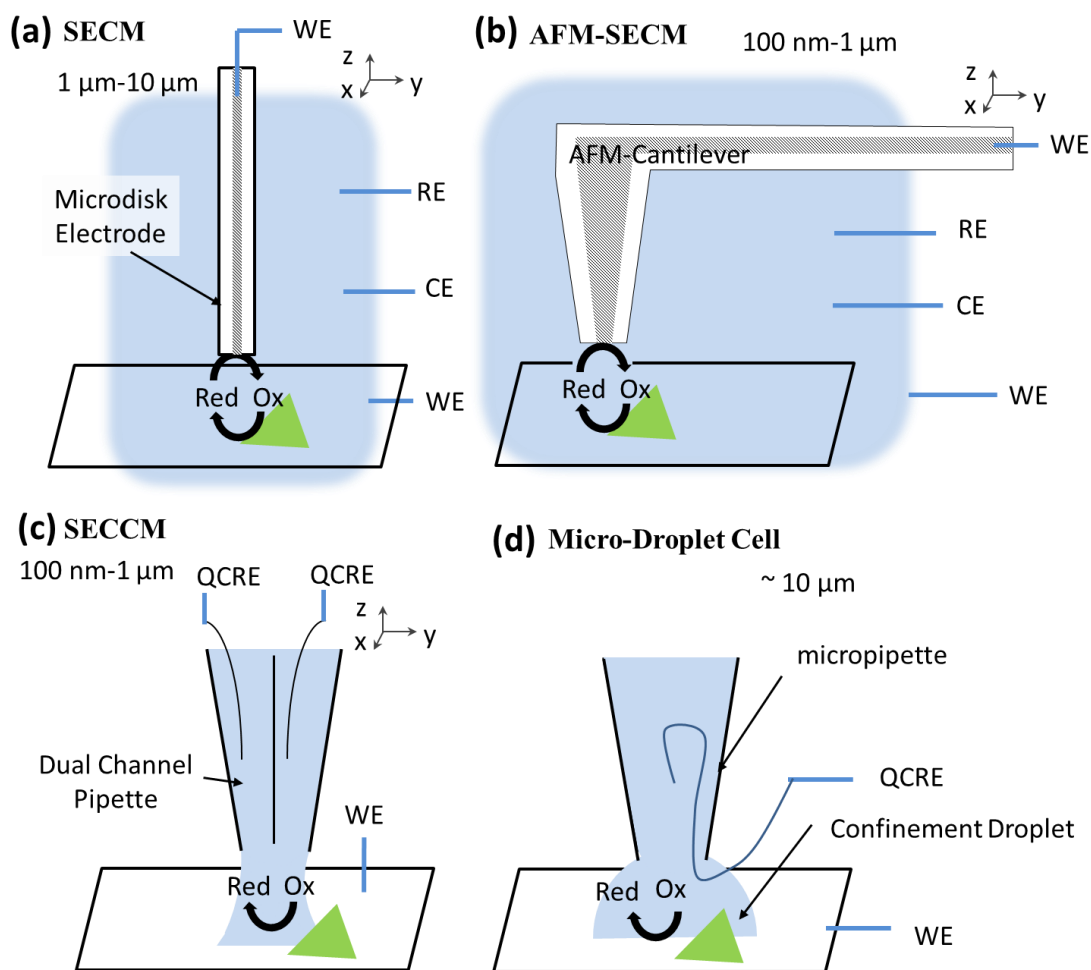 (a) SECM
WE
1 µm-10 µm
z
x
y
Microdisk
Electrode
RE
CE
Red Ox
WE
(b) AFM-SECM
100 nm-1 µm
z
x
y
AFM-Cantilever
WE
RE
CE
Red Ox
WE
(c) SECCM
100 nm-1 µm
QCRE QCRE
z
x
y
Dual Channel
Pipette
WE
Red Ox
(d) Micro-Droplet Cell
~ 10 µm
micropipette
QCRE
Confinement Droplet
Red Ox
WE